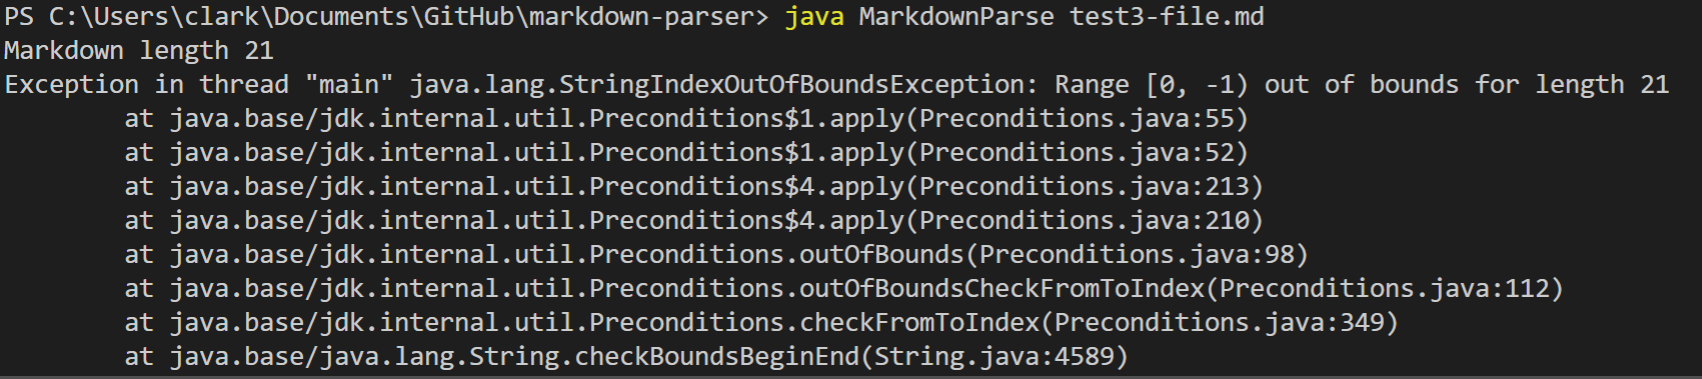 PS C:\Users\clark\Documents\GitHub\markdown-parser> java MarkdownParse test3-file.md
Markdown length 21
Exception in thread "main" java.lang.StringIndexOutOfBoundsException: Range [0, -1) out of bounds for length 21
        at java.base/jdk.internal.util.Preconditions$1.apply(Preconditions.java:55)
        at java.base/jdk.internal.util.Preconditions$1.apply(Preconditions.java:52)
        at java.base/jdk.internal.util.Preconditions$4.apply(Preconditions.java:213)
        at java.base/jdk.internal.util.Preconditions$4.apply(Preconditions.java:210)
        at java.base/jdk.internal.util.Preconditions.outOfBounds(Preconditions.java:98)
        at java.base/jdk.internal.util.Preconditions.outOfBoundsCheckFromToIndex(Preconditions.java:112)
        at java.base/jdk.internal.util.Preconditions.checkFromToIndex(Preconditions.java:349)
        at java.base/java.lang.String.checkBoundsBeginEnd(String.java:4589)